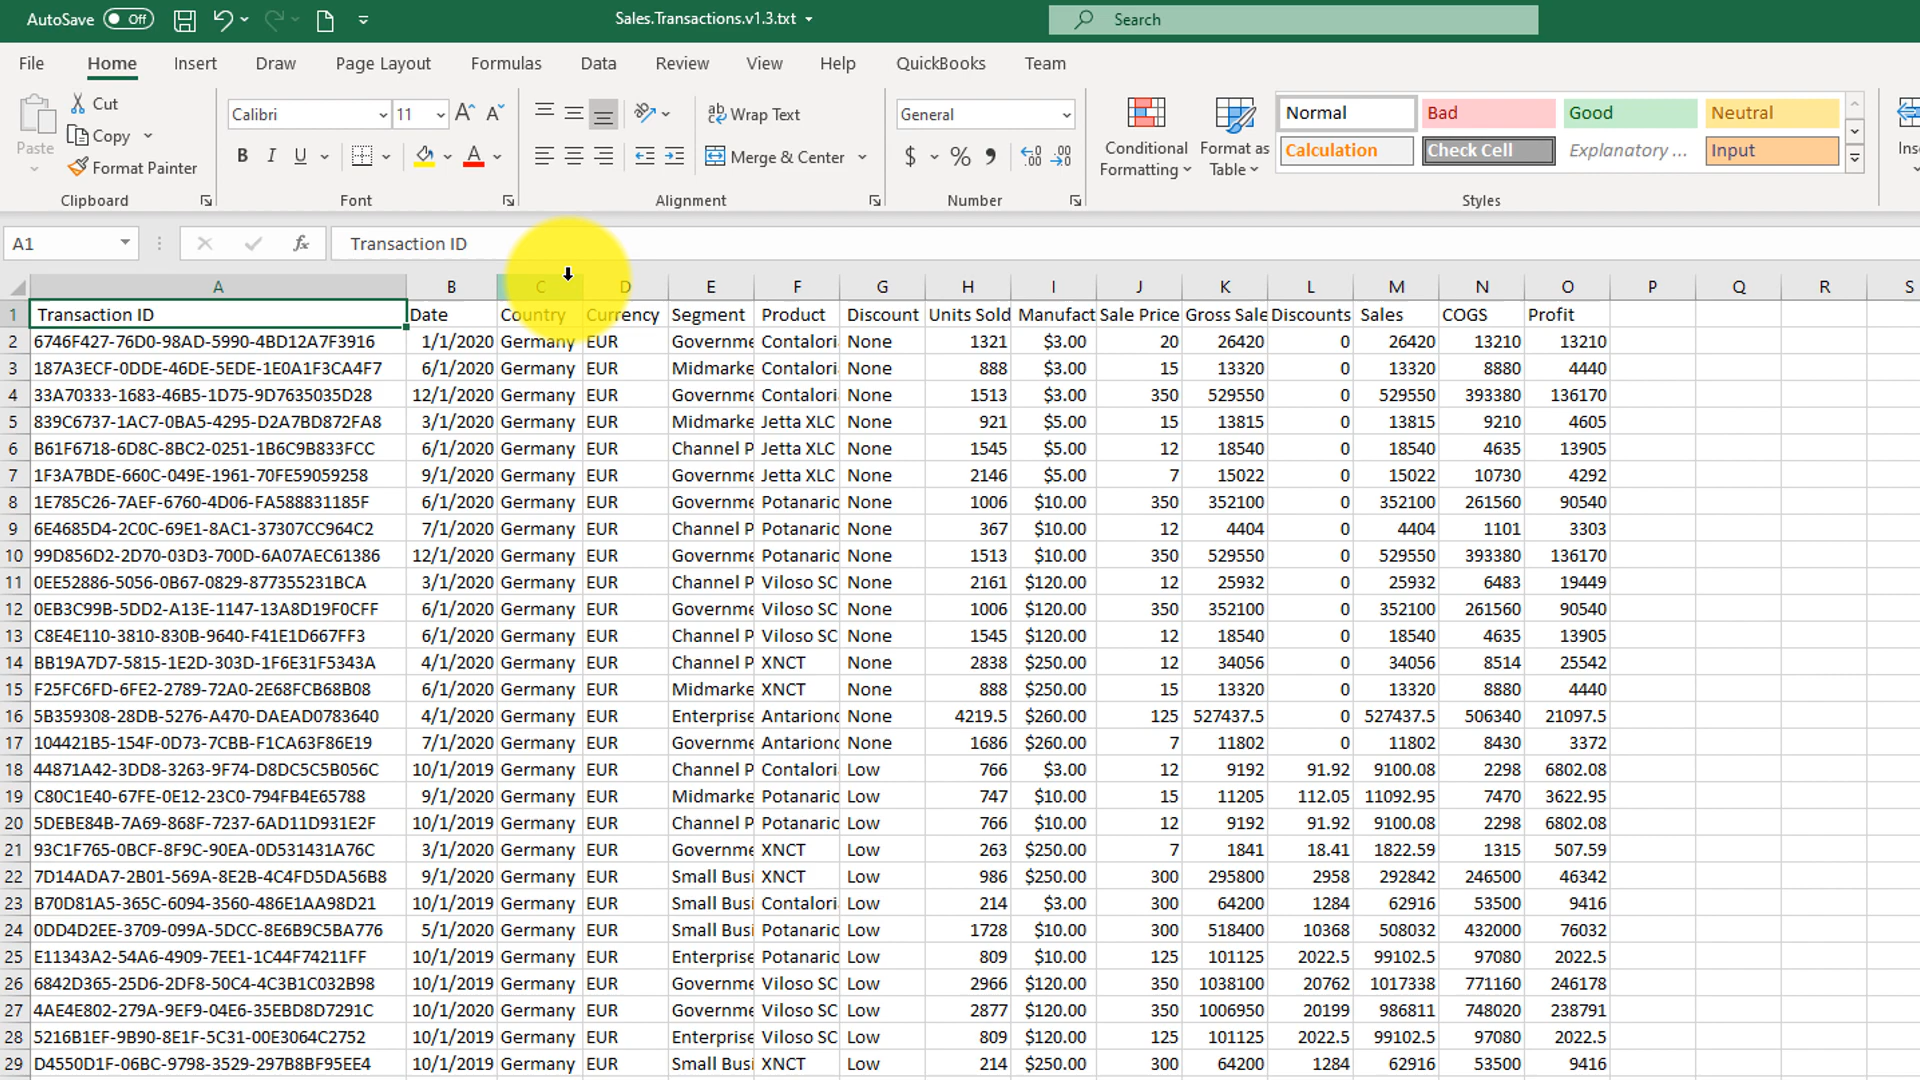 AutoSave Off Sales.Transactions.v1.3.txt Search
File Home Insert Draw Page Layout Formulas Data Review View Help QuickBooks Team
Paste Cut Copy Format Painter Clipboard
Calibri 11 B I U Font
Wrap Text Merge & Center Alignment
General $ % Number
Conditional Formatting Format as Table
Normal Bad Good Neutral
Calculation Check Cell Explanatory ... Input
Styles
A1 fx Transaction ID
A B C D E F G H I J K L M N O P Q R S
1 Transaction ID Date Country Currency Segment Product Discount Units Sold Manufact Sale Price Gross Sale Discounts Sales COGS Profit
2 6746F427-76D0-98AD-5990-4BD12A7F3916 1/1/2020 Germany EUR Governme Contalori None 1321 $3.00 20 26420 0 26420 13210 13210
3 187A3ECF-0DDE-46DE-5EDE-1E0A1F3CA4F7 6/1/2020 Germany EUR Midmarke Contalori None 888 $3.00 15 13320 0 13320 8880 4440
4 33A70333-1683-46B5-1D75-9D7635035D28 12/1/2020 Germany EUR Governme Contalori None 1513 $3.00 350 529550 0 529550 393380 136170
5 839C6737-1AC7-0BA5-4295-D2A7BD872FA8 3/1/2020 Germany EUR Midmarke Jetta XLC None 921 $5.00 15 13815 0 13815 9210 4605
6 B61F6718-6D8C-8BC2-0251-1B6C9B833FCC 6/1/2020 Germany EUR Channel P Jetta XLC None 1545 $5.00 12 18540 0 18540 4635 13905
7 1F3A7BDE-660C-049E-1961-70FE59059258 9/1/2020 Germany EUR Governme Jetta XLC None 2146 $5.00 7 15022 0 15022 10730 4292
8 1E785C26-7AEF-6760-4D06-FA588831185F 6/1/2020 Germany EUR Governme Potanaric None 1006 $10.00 350 352100 0 352100 261560 90540
9 6E4685D4-2C0C-69E1-8AC1-37307CC964C2 7/1/2020 Germany EUR Channel P Potanaric None 367 $10.00 12 4404 0 4404 1101 3303
10 99D856D2-2D70-03D3-700D-6A07AEC61386 12/1/2020 Germany EUR Governme Potanaric None 1513 $10.00 350 529550 0 529550 393380 136170
11 0EE52886-5056-0B67-0829-877355231BCA 3/1/2020 Germany EUR Channel P Viloso SC None 2161 $120.00 12 25932 0 25932 6483 19449
12 0EB3C99B-5DD2-A13E-1147-13A8D19F0CFF 6/1/2020 Germany EUR Governme Viloso SC None 1006 $120.00 350 352100 0 352100 261560 90540
13 C8E4E110-3810-830B-9640-F41E1D667FF3 6/1/2020 Germany EUR Channel P Viloso SC None 1545 $120.00 12 18540 0 18540 4635 13905
14 BB19A7D7-5815-1E2D-303D-1F6E31F5343A 4/1/2020 Germany EUR Channel P XNCT None 2838 $250.00 12 34056 0 34056 8514 25542
15 F25FC6FD-6FE2-2789-72A0-2E68FCB68B08 6/1/2020 Germany EUR Midmarke XNCT None 888 $250.00 15 13320 0 13320 8880 4440
16 5B359308-28DB-5276-A470-DAEAD0783640 4/1/2020 Germany EUR Enterprise Antarionc None 4219.5 $260.00 125 527437.5 0 527437.5 506340 21097.5
17 104421B5-154F-0D73-7CBB-F1CA63F86E19 7/1/2020 Germany EUR Governme Antarionc None 1686 $260.00 7 11802 0 11802 8430 3372
18 44871A42-3DD8-3263-9F74-D8DC5C5B056C 10/1/2019 Germany EUR Channel P Contalori Low 766 $3.00 12 9192 91.92 9100.08 2298 6802.08
19 C80C1E40-67FE-0E12-23C0-794FB4E65788 9/1/2020 Germany EUR Midmarke Potanaric Low 747 $10.00 15 11205 112.05 11092.95 7470 3622.95
20 5DEBE84B-7A69-868F-7237-6AD11D931E2F 10/1/2019 Germany EUR Channel P Potanaric Low 766 $10.00 12 9192 91.92 9100.08 2298 6802.08
21 93C1F765-0BCF-8F9C-90EA-0D531431A76C 3/1/2020 Germany EUR Governme XNCT Low 263 $250.00 7 1841 18.41 1822.59 1315 507.59
22 7D14ADA7-2B01-569A-8E2B-4C4FD5DA56B8 9/1/2020 Germany EUR Small Busi XNCT Low 986 $250.00 300 295800 2958 292842 246500 46342
23 B70D81A5-365C-6094-3560-486E1AA98D21 10/1/2019 Germany EUR Small Busi Contalori Low 214 $3.00 300 64200 1284 62916 53500 9416
24 0DD4D2EE-3709-099A-5DCC-8E6B9C5BA776 5/1/2020 Germany EUR Small Busi Potanaric Low 1728 $10.00 300 518400 10368 508032 432000 76032
25 E11343A2-54A6-4909-7EE1-1C44F74211FF 10/1/2019 Germany EUR Enterprise Potanaric Low 809 $10.00 125 101125 2022.5 99102.5 97080 2022.5
26 6842D365-25D6-2DF8-50C4-4C3B1C032B98 10/1/2019 Germany EUR Governme Viloso SC Low 2966 $120.00 350 1038100 20762 1017338 771160 246178
27 4AE4E802-279A-9EF9-04E6-35EBD8D7291C 10/1/2019 Germany EUR Governme Viloso SC Low 2877 $120.00 350 1006950 20199 986811 748020 238791
28 5216B1EF-9B90-8E1F-5C31-00E3064C2752 10/1/2019 Germany EUR Enterprise Viloso SC Low 809 $120.00 125 101125 2022.5 99102.5 97080 2022.5
29 D4550D1F-06BC-9798-3529-297B8BF95EE4 10/1/2019 Germany EUR Small Busi XNCT Low 214 $250.00 300 64200 1284 62916 53500 9416